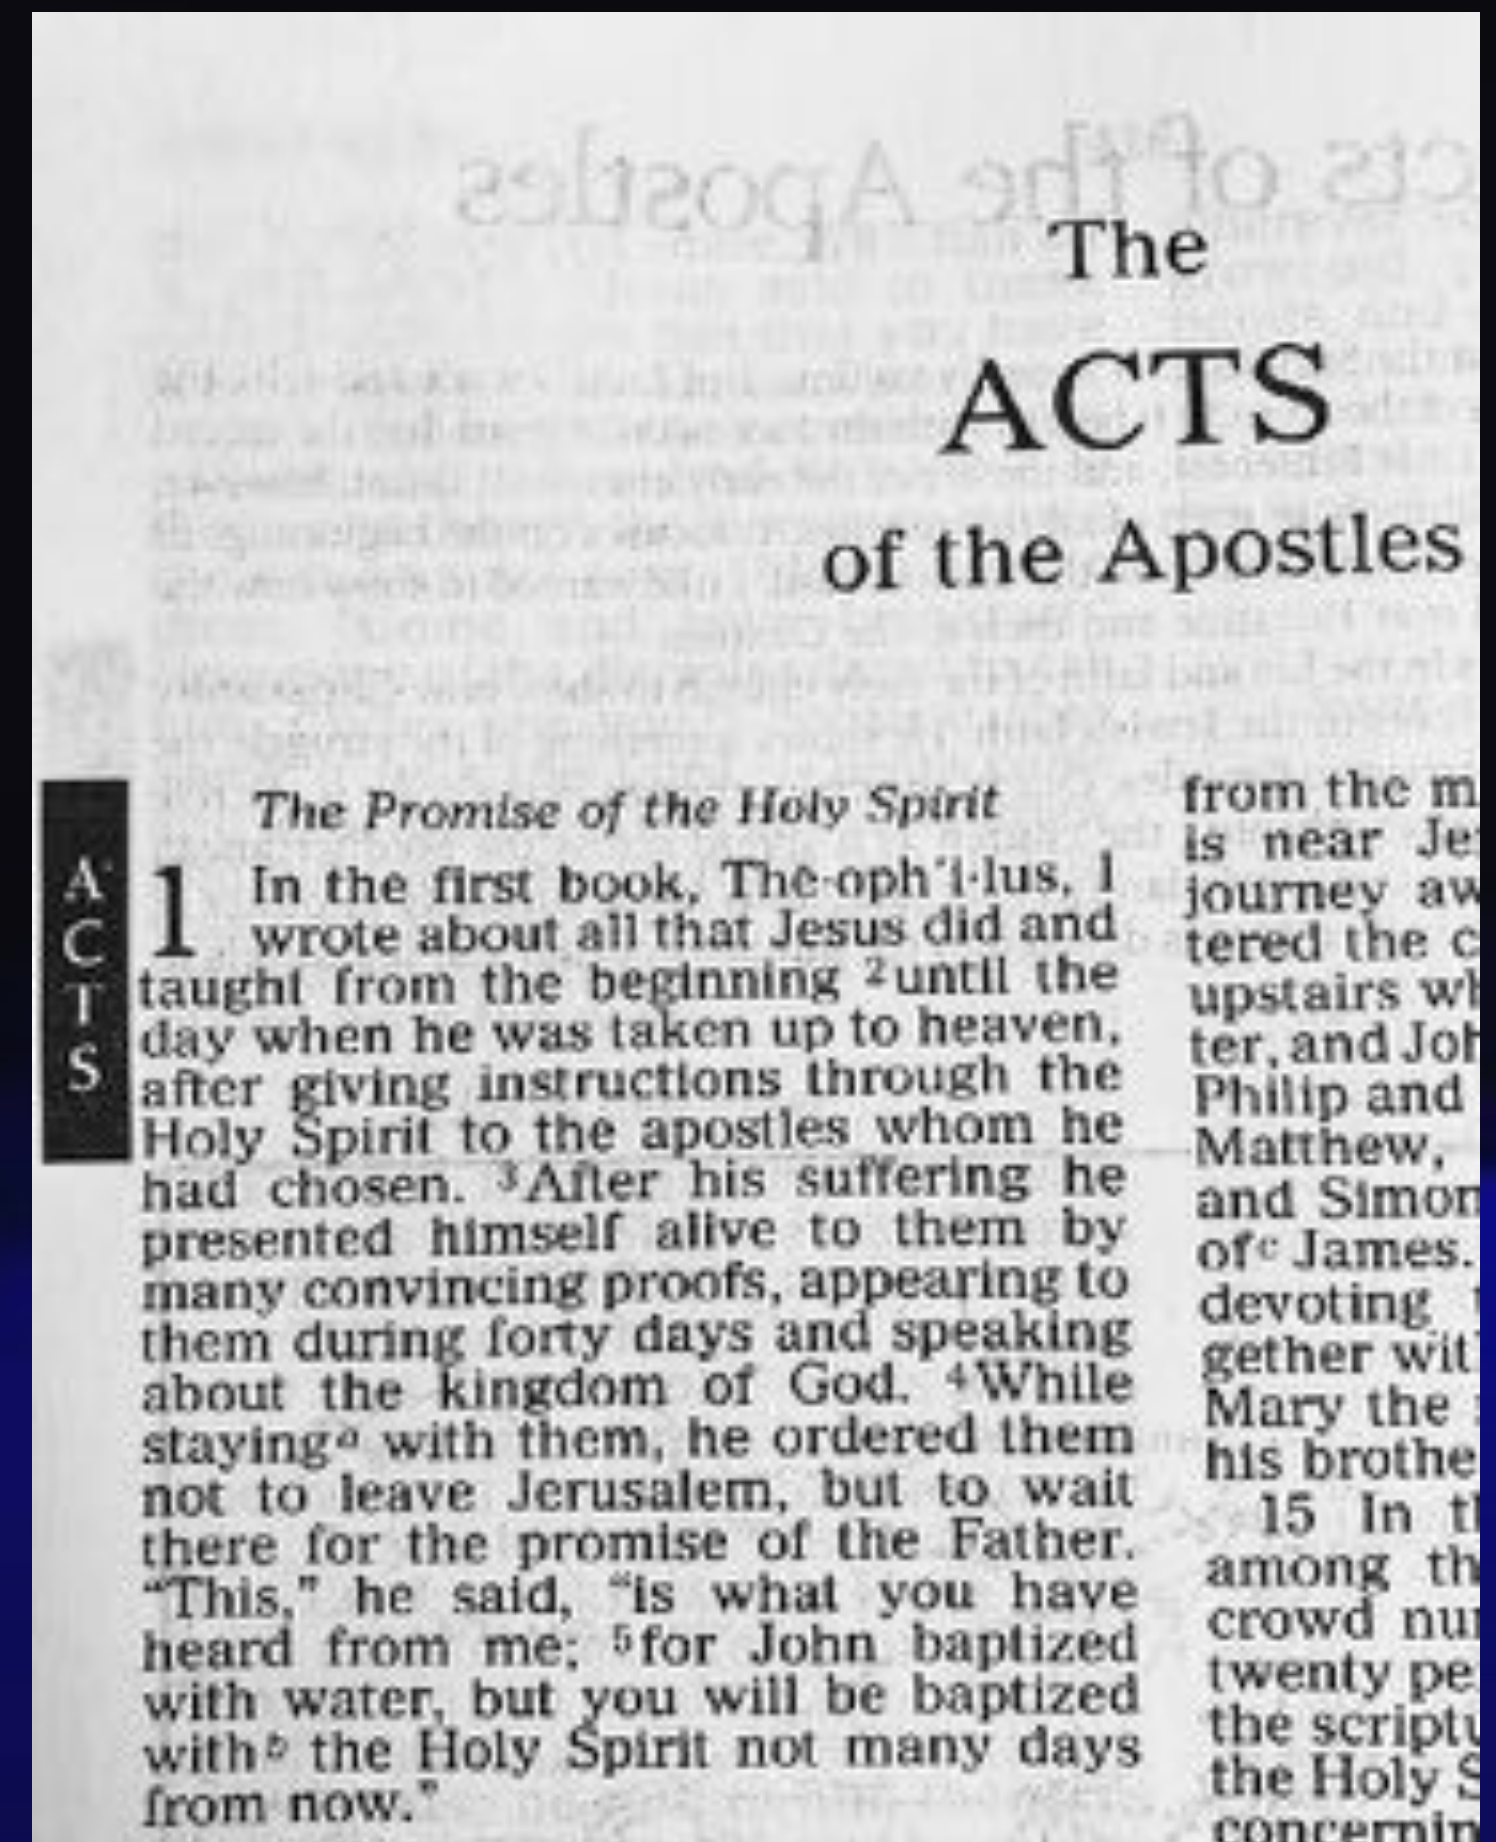 The
ACTS
of the Apostles
ACTS
The Promise of the Holy Spirit
1 In the first book, The·oph′i·lus, I
wrote about all that Jesus did and
taught from the beginning 2until the
day when he was taken up to heaven,
after giving instructions through the
Holy Spirit to the apostles whom he
had chosen. 3After his suffering he
presented himself alive to them by
many convincing proofs, appearing to
them during forty days and speaking
about the kingdom of God. 4While
stayinga with them, he ordered them
not to leave Jerusalem, but to wait
there for the promise of the Father.
“This,” he said, “is what you have
heard from me; 5for John baptized
with water, but you will be baptized
withb the Holy Spirit not many days
from now.”
from the
is near
journey
tered the
upstairs
ter, and
Philip and
Matthew,
and
ofc James.
devoting
gether
Mary the
his
15 In
among
crowd
twenty
the
the Holy